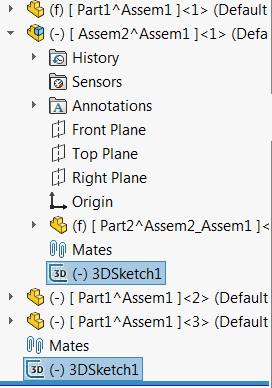 (f) [ Part1^Assem1 ]<1> (Default
(-) [ Assem2^Assem1 ]<1> (Defa
History
Sensors
Annotations
Front Plane
Top Plane
Right Plane
Origin
(f) [ Part2^Assem2_Assem1 ]<
Mates
3D (-) 3DSketch1
(-) [ Part1^Assem1 ]<2> (Default
(-) [ Part1^Assem1 ]<3> (Default
Mates
3D (-) 3DSketch1